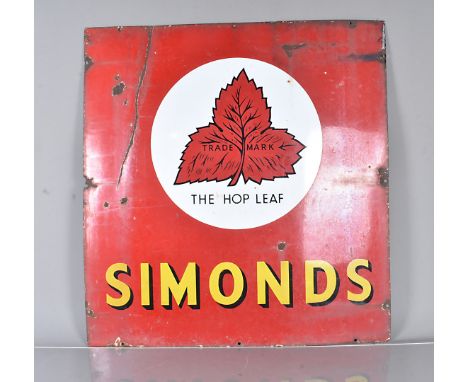 TRADE MARK
THE HOP LEAF
SIMONDS